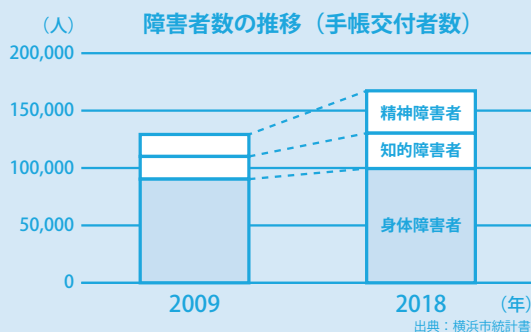 障害者数の推移（手帳交付者数）
（人）
200,000
150,000
100,000
50,000
0
精神障害者
知的障害者
身体障害者
2009
2018
（年）
出典：横浜市統計書